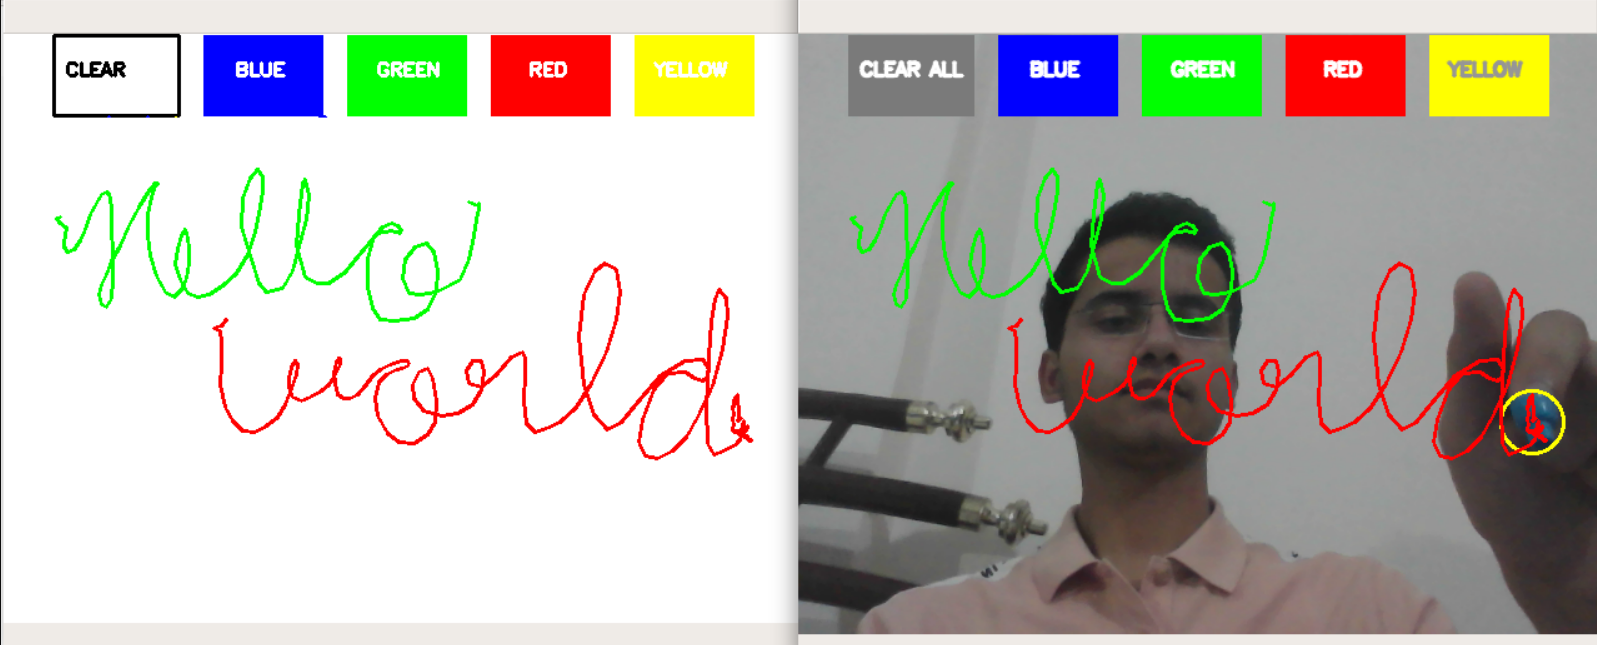 CLEAR BLUE GREEN RED YELLOW
Hello
world
CLEAR ALL BLUE GREEN RED YELLOW
Hello
world